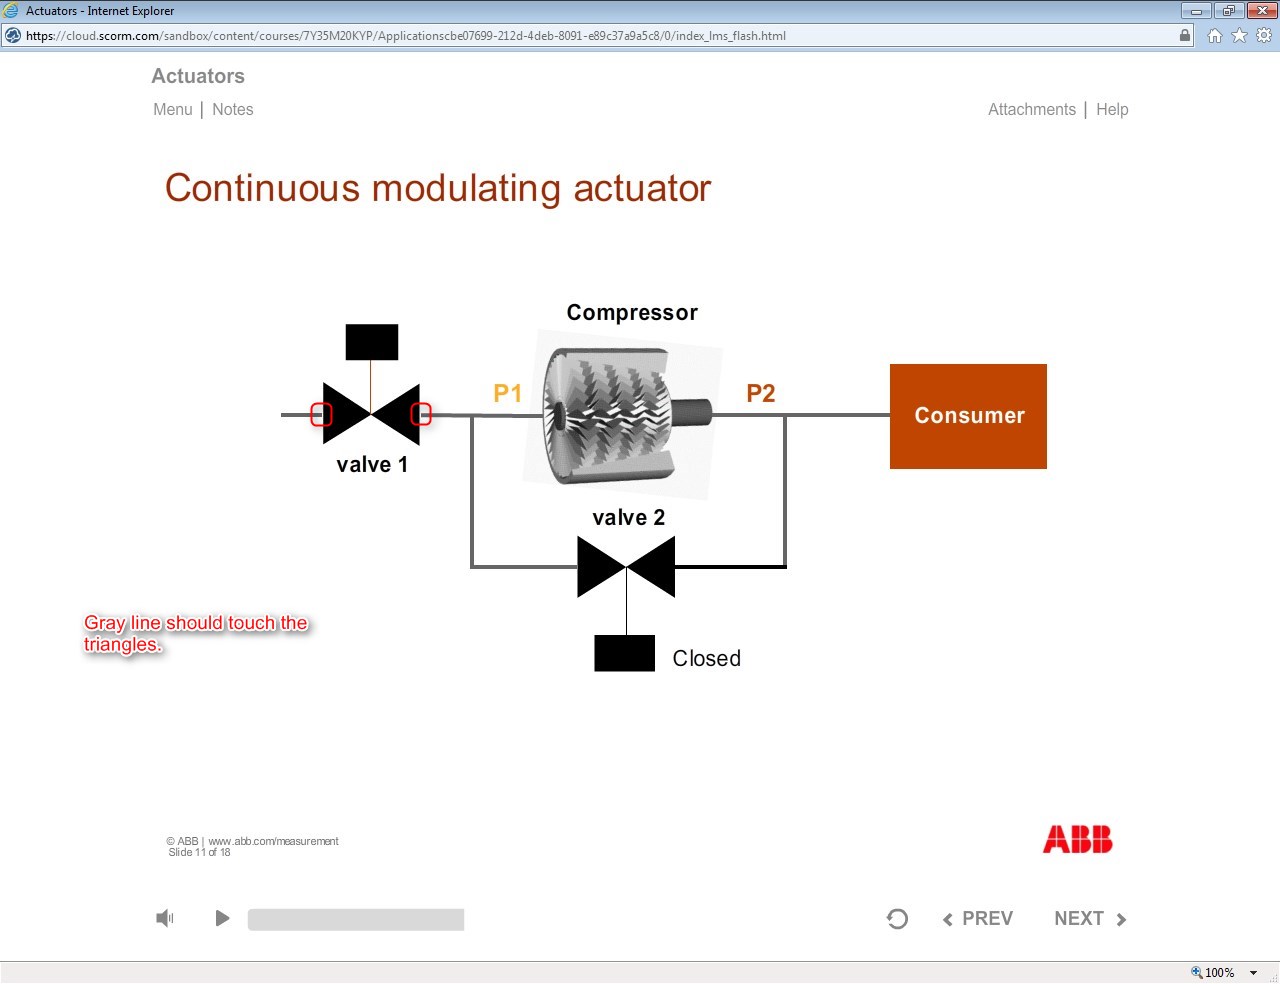 Actuators - Internet Explorer
https://cloud.scorm.com/sandbox/content/courses/7Y35M20KYP/Applicationscbe07699-212d-4deb-8091-e89c37a9a5c8/0/index_lms_flash.html
Actuators
Menu | Notes
Attachments | Help
Continuous modulating actuator
Compressor
P1
P2
Consumer
valve 1
valve 2
Gray line should touch the
triangles.
Closed
© ABB | www.abb.com/measurement
Slide 11 of 18
ABB
PREV
NEXT
100%